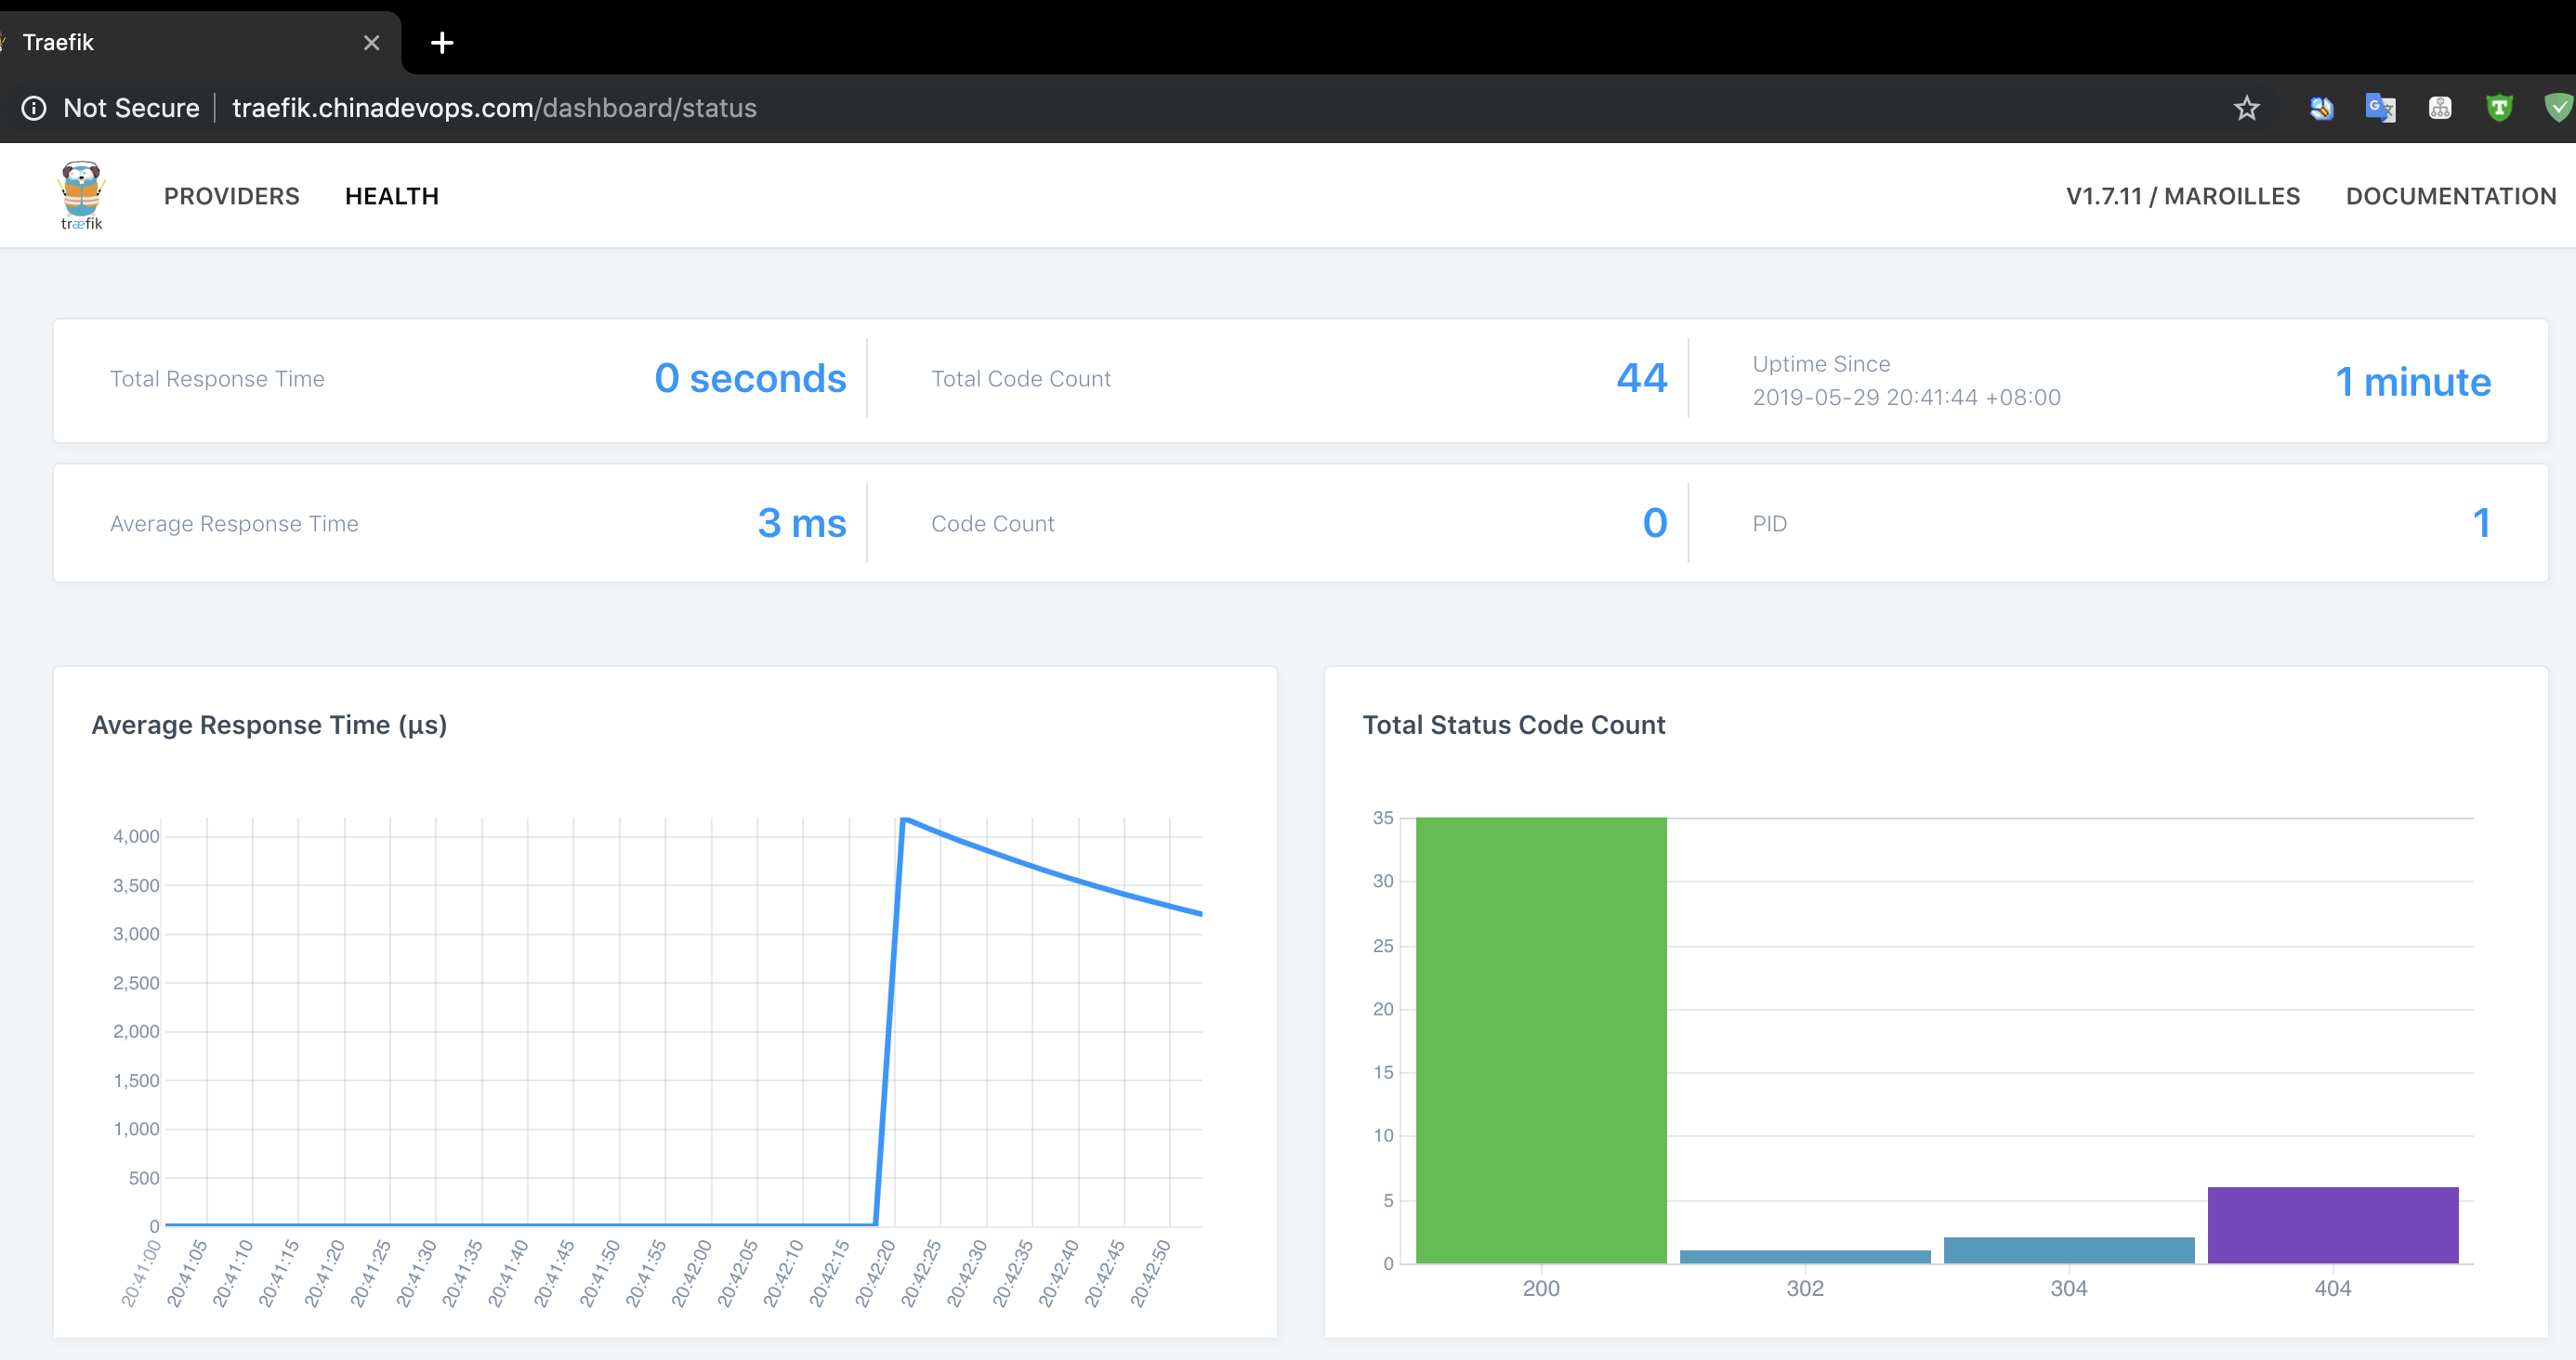 Traefik
Not Secure traefik.chinadevops.com/dashboard/status
træfik
PROVIDERS HEALTH V1.7.11 / MAROILLES DOCUMENTATION
Total Response Time 0 seconds Total Code Count 44 Uptime Since
2019-05-29 20:41:44 +08:00 1 minute
Average Response Time 3 ms Code Count 0 PID 1
Average Response Time (µs)
4,000
3,500
3,000
2,500
2,000
1,500
1,000
500
0
20:41:00 20:41:05 20:41:10 20:41:15 20:41:20 20:41:25 20:41:30 20:41:35 20:41:40 20:41:45 20:41:50 20:41:55 20:42:00 20:42:05 20:42:10 20:42:15 20:42:20 20:42:25 20:42:30 20:42:35 20:42:40 20:42:45 20:42:50
Total Status Code Count
35
30
25
20
15
10
5
0
200 302 304 404